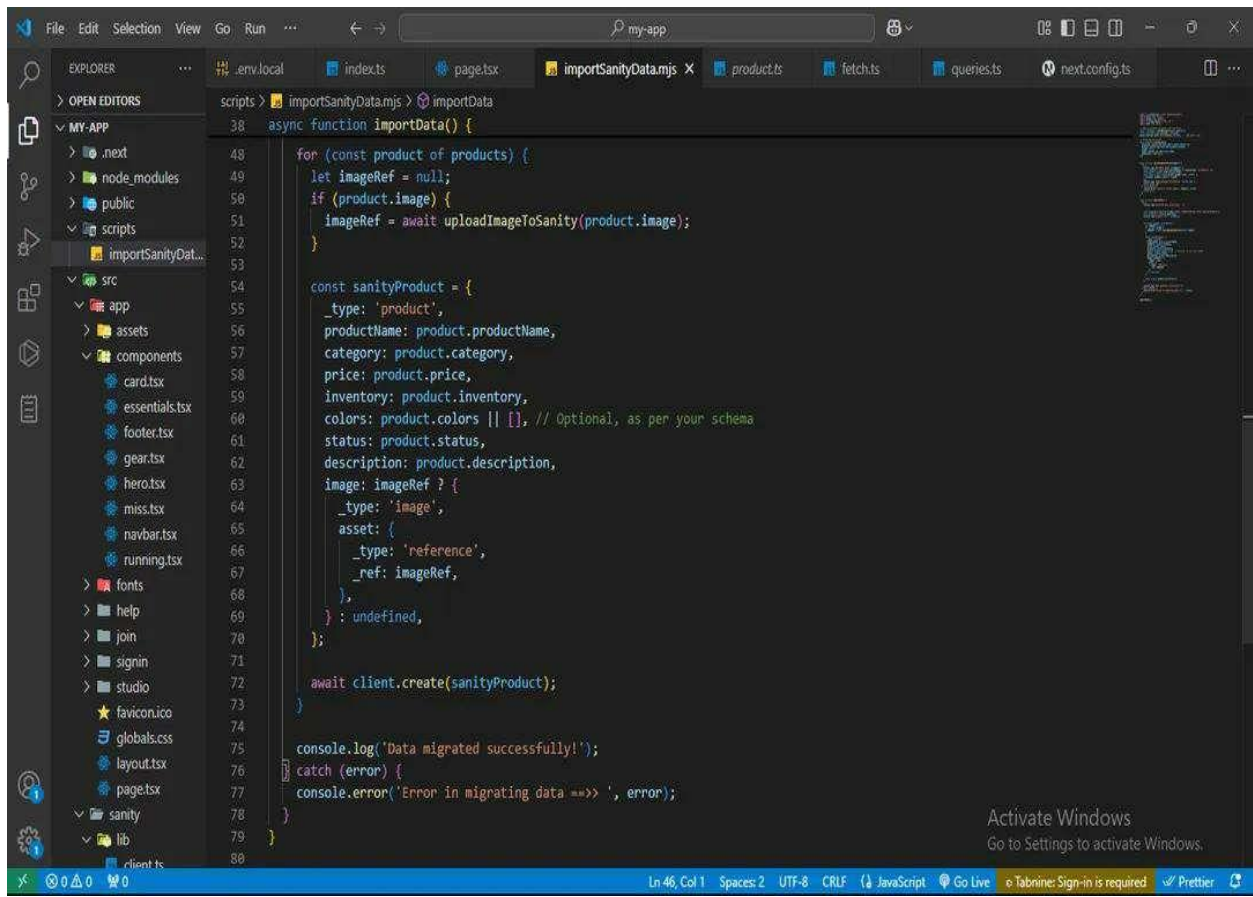 File Edit Selection View Go Run ··· my-app
EXPLORER ···
OPEN EDITORS
MY-APP
.next
node_modules
public
scripts
importSanityDat...
src
app
assets
components
card.tsx
essentials.tsx
footer.tsx
gear.tsx
hero.tsx
miss.tsx
navbar.tsx
running.tsx
fonts
help
join
signin
studio
favicon.ico
globals.css
layout.tsx
page.tsx
sanity
lib
client.ts
.env.local index.ts page.tsx importSanityData.mjs product.ts fetch.ts queries.ts next.config.ts
scripts > importSanityData.mjs > importData
38 async function importData() {
48 for (const product of products) {
49 let imageRef = null;
50 if (product.image) {
51 imageRef = await uploadImageToSanity(product.image);
52 }
53
54 const sanityProduct = {
55 _type: 'product',
56 productName: product.productName,
57 category: product.category,
58 price: product.price,
59 inventory: product.inventory,
60 colors: product.colors || [], // Optional, as per your schema
61 status: product.status,
62 description: product.description,
63 image: imageRef ? {
64 _type: 'image',
65 asset: {
66 _type: 'reference',
67 _ref: imageRef,
68 },
69 } : undefined,
70 };
71
72 await client.create(sanityProduct);
73 }
74
75 console.log('Data migrated successfully!');
76 } catch (error) {
77 console.error('Error in migrating data ==>> ', error);
78 }
79 }
80
Activate Windows
Go to Settings to activate Windows.
0 0 0 Ln 46, Col 1 Spaces: 2 UTF-8 CRLF JavaScript Go Live Tabnine: Sign-in is required Prettier